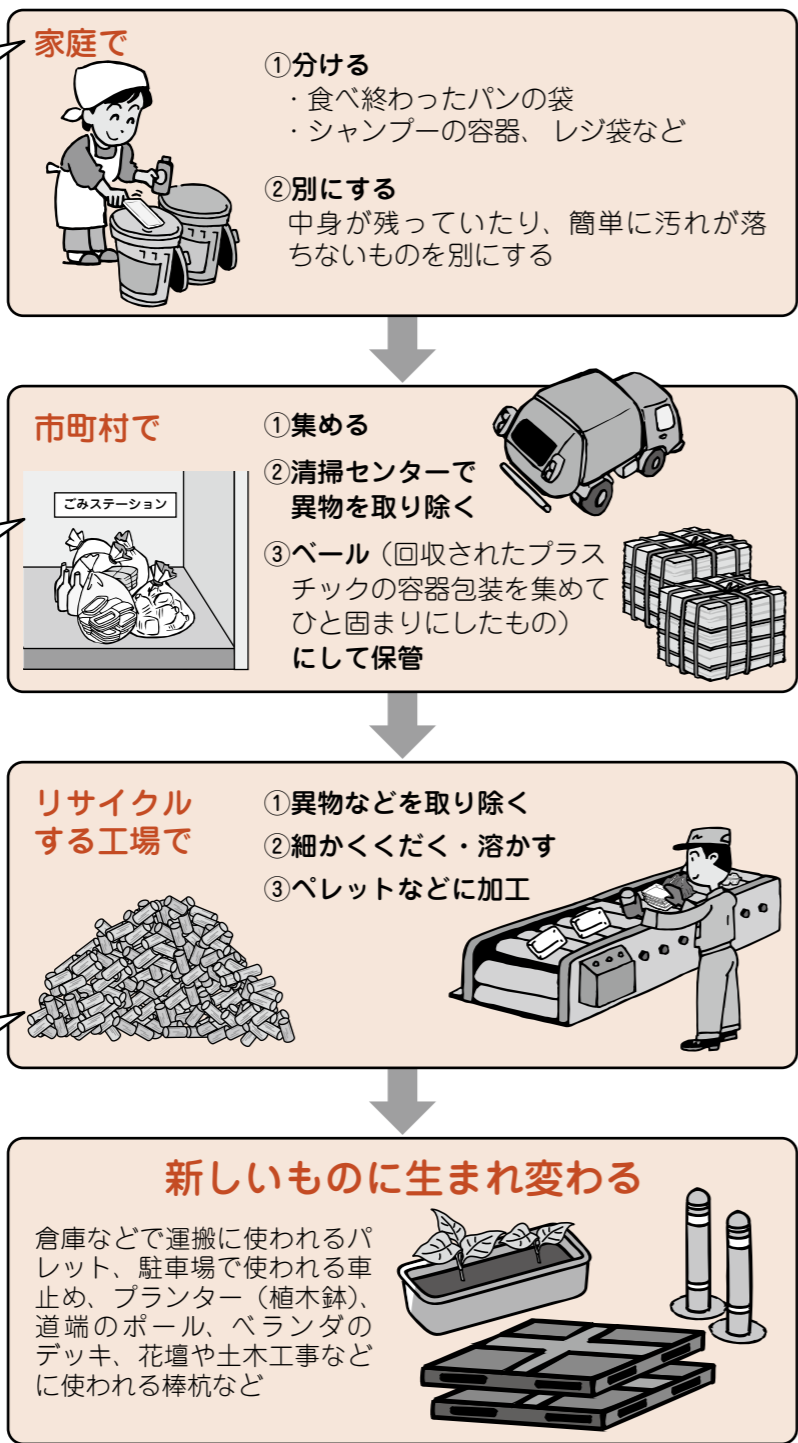 家庭で
①分ける
・食べ終わったパンの袋
・シャンプーの容器、レジ袋など
②別にする
中身が残っていたり、簡単に汚れが落
ちないものを別にする
市町村で
ごみステーション
①集める
②清掃センターで
異物を取り除く
③ベール（回収されたプラス
チックの容器包装を集めて
ひと固まりにしたもの）
にして保管
リサイクル
する工場で
①異物などを取り除く
②細かくくだく・溶かす
③ペレットなどに加工
新しいものに生まれ変わる
倉庫などで運搬に使われるパ
レット、駐車場で使われる車
止め、プランター（植木鉢）、
道端のポール、ベランダの
デッキ、花壇や土木工事など
に使われる棒杭など